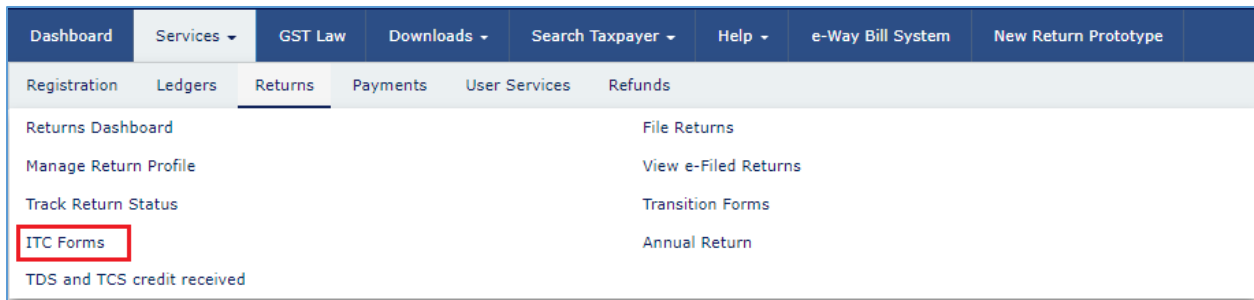 Dashboard Services GST Law Downloads Search Taxpayer Help e-Way Bill System New Return Prototype
Registration Ledgers Returns Payments User Services Refunds
Returns Dashboard File Returns
Manage Return Profile View e-Filed Returns
Track Return Status Transition Forms
ITC Forms Annual Return
TDS and TCS credit received